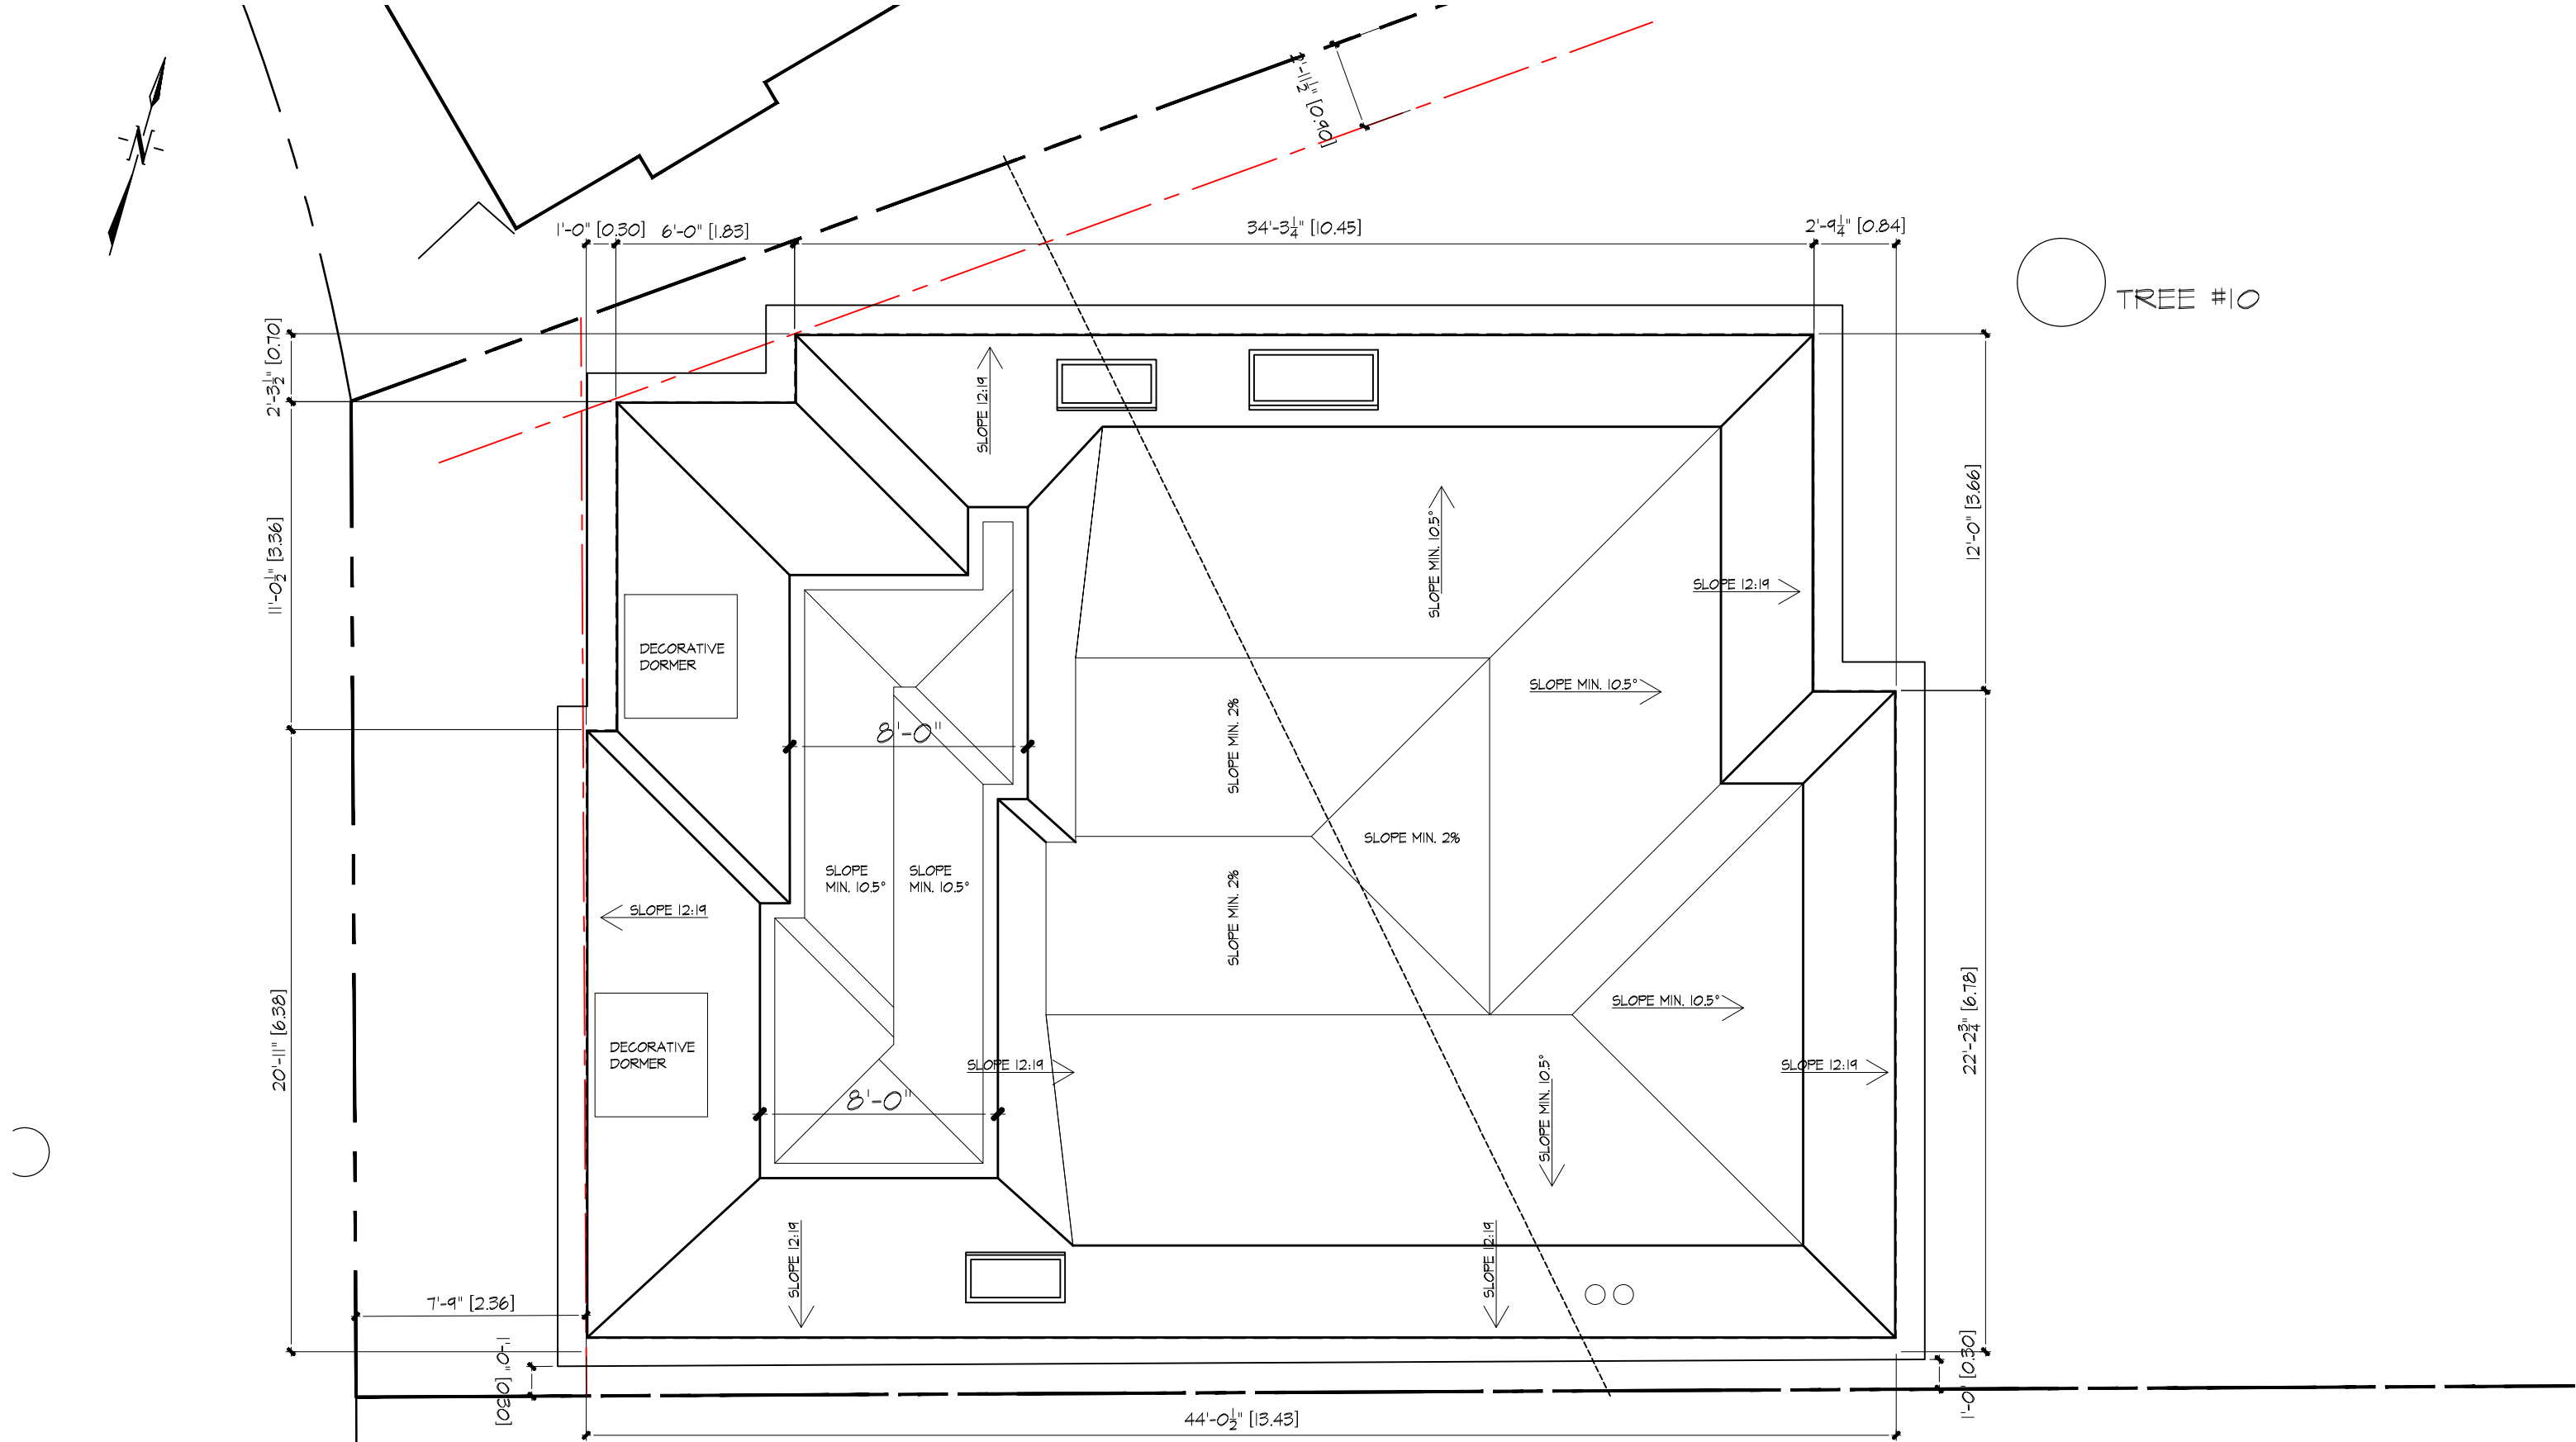 2'-11½" [0.90]
N
1'-0" [0.30]
6'-0" [1.83]
34'-3¼" [10.45]
2'-9¼" [0.84]
TREE #10
2'-3½" [0.70]
SLOPE 12:19
11'-0½" [3.36]
12'-0" [3.66]
SLOPE MIN. 10.5°
SLOPE 12:19
DECORATIVE
DORMER
SLOPE MIN. 10.5°
8'-0"
SLOPE MIN. 2%
SLOPE MIN. 2%
SLOPE
MIN. 10.5°
SLOPE
MIN. 10.5°
SLOPE MIN. 2%
SLOPE 12:19
SLOPE MIN. 10.5°
20'-11" [6.38]
22'-2¾" [6.78]
DECORATIVE
DORMER
SLOPE 12:19
SLOPE 12:19
8'-0"
SLOPE MIN. 10.5°
SLOPE 12:19
SLOPE 12:19
7'-9" [2.36]
1'-0" [0.30]
1'-0" [0.30]
44'-0½" [13.43]